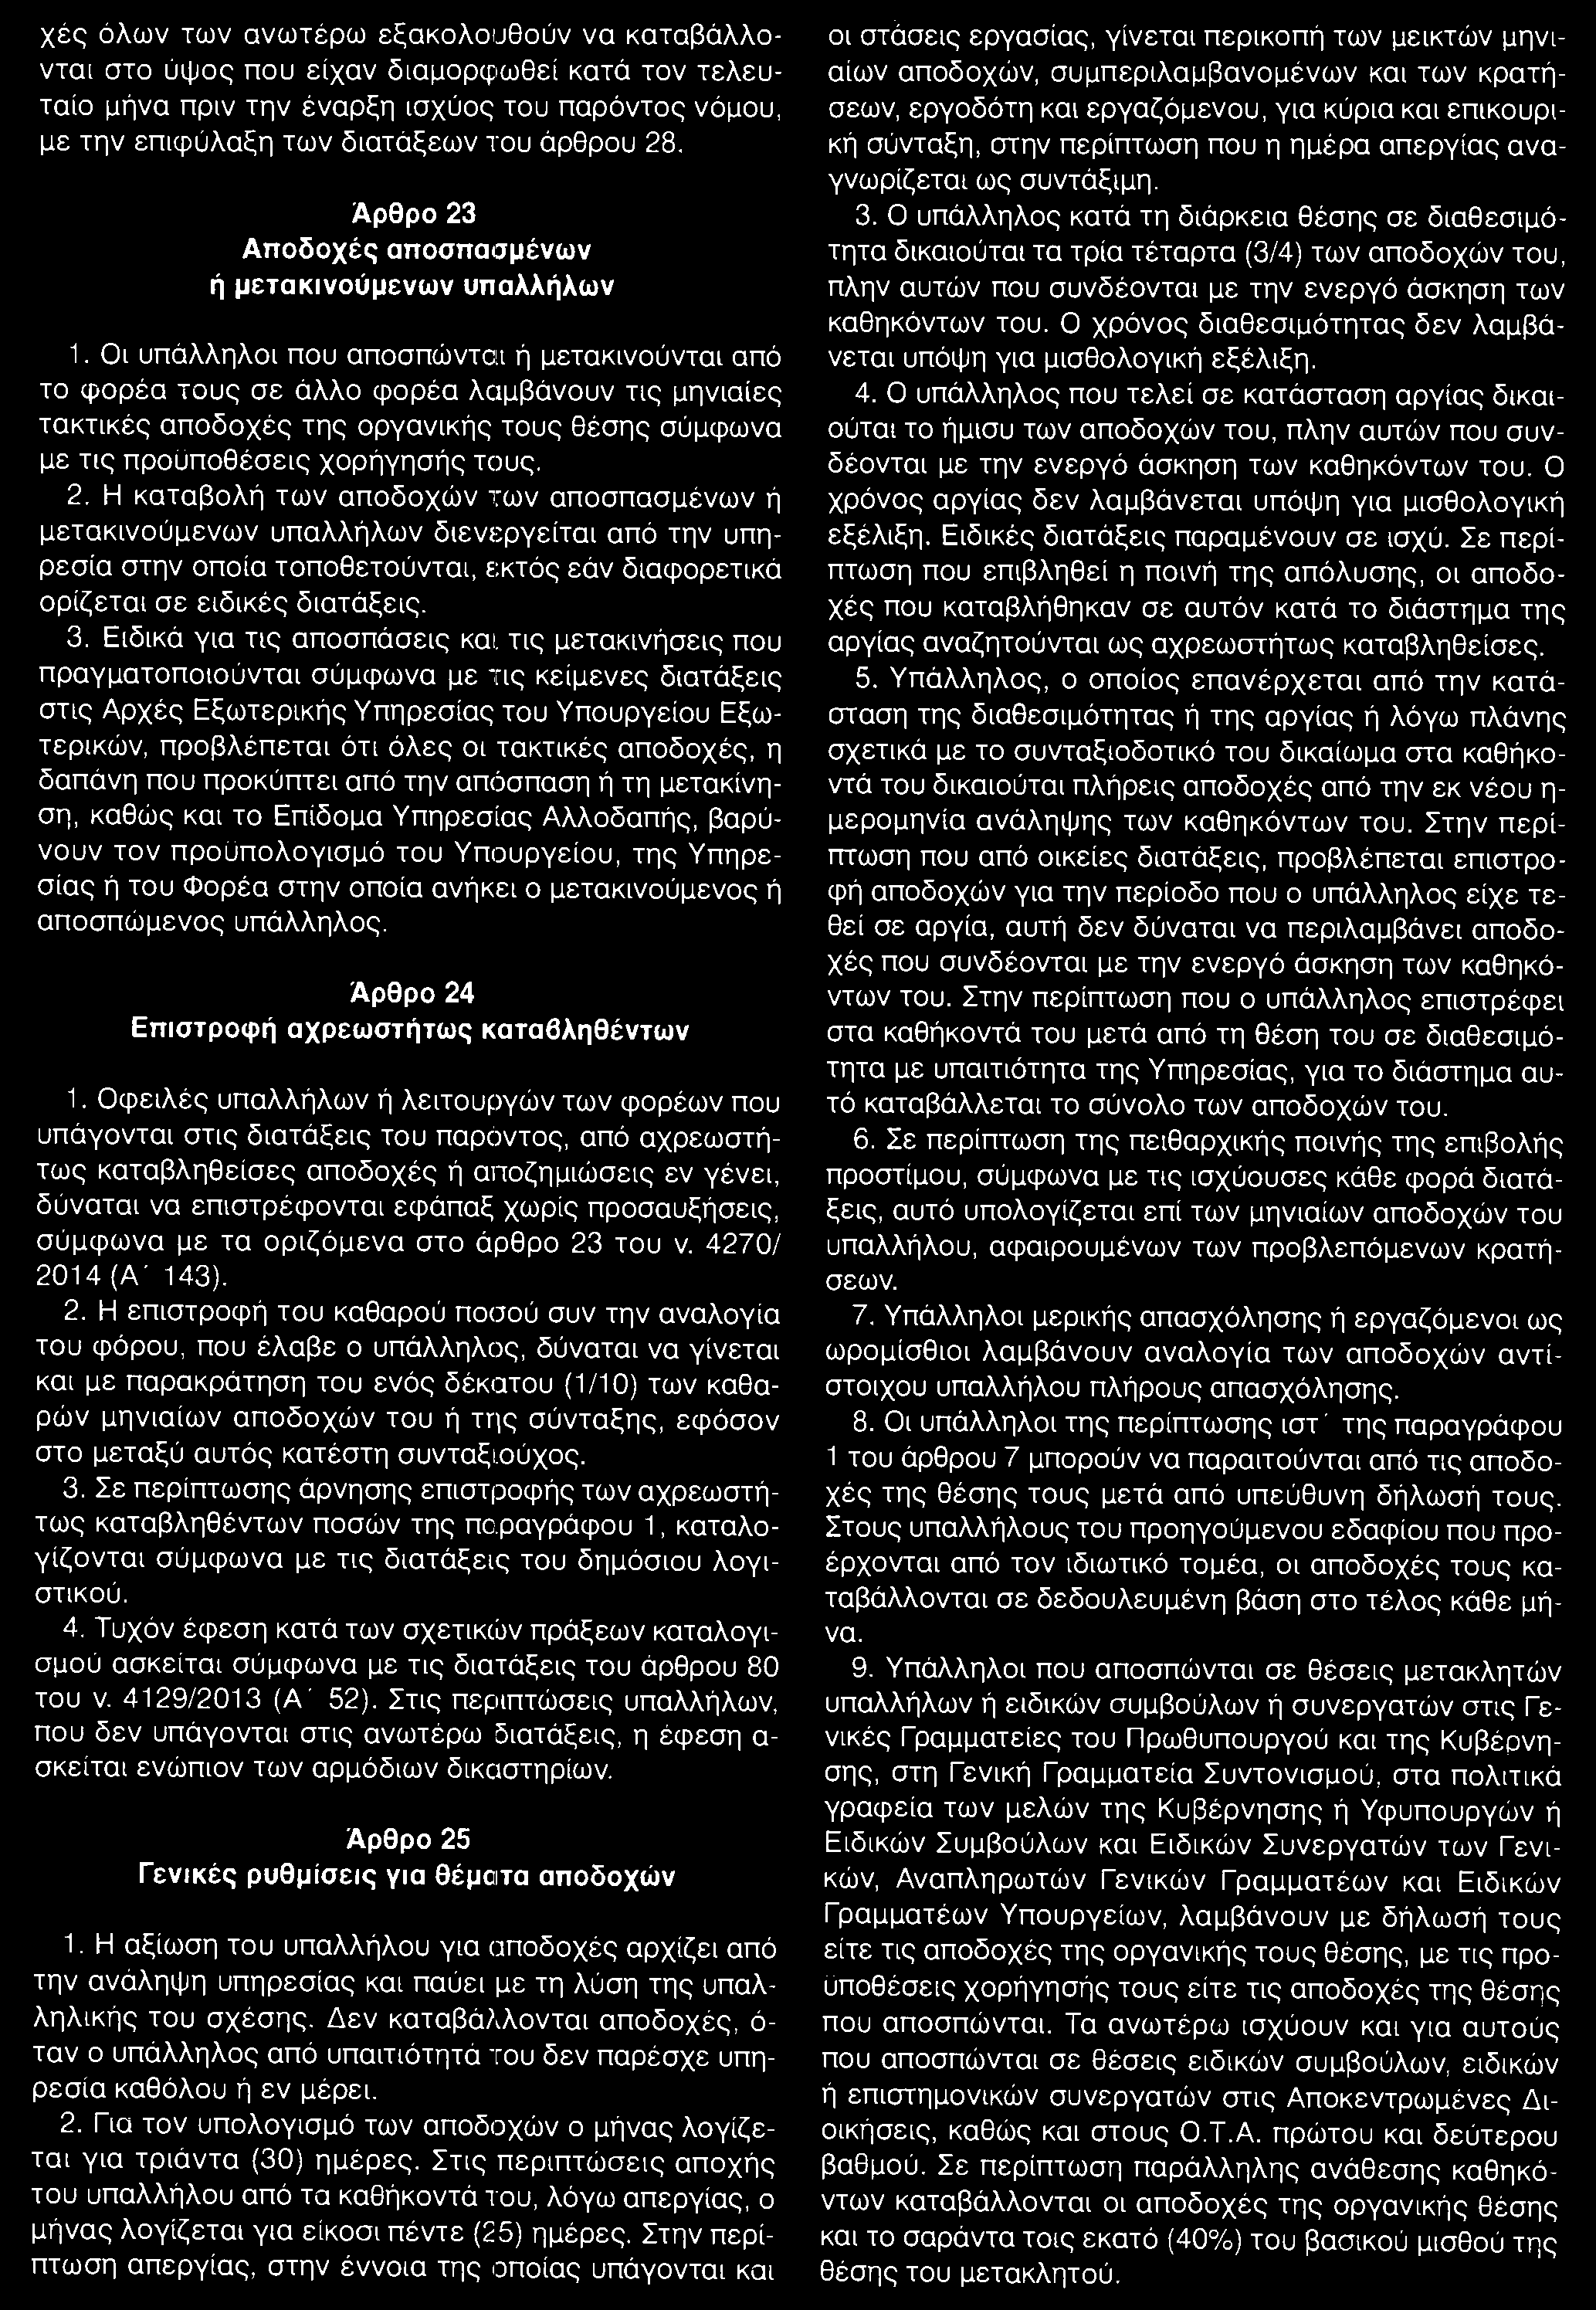 χές όλων των ανωτέρω εξακολουθούν να καταβάλλο-
νται στο ύψος που είχαν διαμορφωθεί κατά τον τελευ-
ταίο μήνα πριν την έναρξη ισχύος του παρόντος νόμου,
με την επιφύλαξη των διατάξεων του άρθρου 28.
Άρθρο 23
Αποδοχές αποσπασμένων
ή μετακινούμενων υπαλλήλων
1. Οι υπάλληλοι που αποσπώνται ή μετακινούνται από
το φορέα τους σε άλλο φορέα λαμβάνουν τις μηνιαίες
τακτικές αποδοχές της οργανικής τους θέσης σύμφωνα
με τις προϋποθέσεις χορήγησής τους.
2. Η καταβολή των αποδοχών των αποσπασμένων ή
μετακινούμενων υπαλλήλων διενεργείται από την υπη-
ρεσία στην οποία τοποθετούνται, εκτός εάν διαφορετικά
ορίζεται σε ειδικές διατάξεις.
3. Ειδικά για τις αποσπάσεις και τις μετακινήσεις που
πραγματοποιούνται σύμφωνα με τις κείμενες διατάξεις
στις Αρχές Εξωτερικής Υπηρεσίας του Υπουργείου Εξω-
τερικών, προβλέπεται ότι όλες οι τακτικές αποδοχές, η
δαπάνη που προκύπτει από την απόσπαση ή τη μετακίνη-
ση, καθώς και το Επίδομα Υπηρεσίας Αλλοδαπής, βαρύ-
νουν τον προϋπολογισμό του Υπουργείου, της Υπηρε-
σίας ή του Φορέα στην οποία ανήκει ο μετακινούμενος ή
αποσπώμενος υπάλληλος.
Άρθρο 24
Επιστροφή αχρεωστήτως καταβληθέντων
1. Οφειλές υπαλλήλων ή λειτουργών των φορέων που
υπάγονται στις διατάξεις του παρόντος, από αχρεωστή-
τως καταβληθείσες αποδοχές ή αποζημιώσεις εν γένει,
δύναται να επιστρέφονται εφάπαξ χωρίς προσαυξήσεις,
σύμφωνα με τα οριζόμενα στο άρθρο 23 του ν. 4270/
2014 (Α΄ 143).
2. Η επιστροφή του καθαρού ποσού συν την αναλογία
του φόρου, που έλαβε ο υπάλληλος, δύναται να γίνεται
και με παρακράτηση του ενός δέκατου (1/10) των καθα-
ρών μηνιαίων αποδοχών του ή της σύνταξης, εφόσον
στο μεταξύ αυτός κατέστη συνταξιούχος.
3. Σε περίπτωσης άρνησης επιστροφής των αχρεωστή-
τως καταβληθέντων ποσών της παραγράφου 1, καταλο-
γίζονται σύμφωνα με τις διατάξεις του δημόσιου λογι-
στικού.
4. Τυχόν έφεση κατά των σχετικών πράξεων καταλογι-
σμού ασκείται σύμφωνα με τις διατάξεις του άρθρου 80
του ν. 4129/2013 (Α΄ 52). Στις περιπτώσεις υπαλλήλων,
που δεν υπάγονται στις ανωτέρω διατάξεις, η έφεση α-
σκείται ενώπιον των αρμόδιων δικαστηρίων.
Άρθρο 25
Γενικές ρυθμίσεις για θέματα αποδοχών
1. Η αξίωση του υπαλλήλου για αποδοχές αρχίζει από
την ανάληψη υπηρεσίας και παύει με τη λύση της υπαλ-
ληλικής του σχέσης. Δεν καταβάλλονται αποδοχές, ό-
ταν ο υπάλληλος από υπαιτιότητά του δεν παρέσχε υπη-
ρεσία καθόλου ή εν μέρει.
2. Για τον υπολογισμό των αποδοχών ο μήνας λογίζε-
ται για τριάντα (30) ημέρες. Στις περιπτώσεις αποχής
του υπαλλήλου από τα καθήκοντά του, λόγω απεργίας, ο
μήνας λογίζεται για είκοσι πέντε (25) ημέρες. Στην περί-
πτωση απεργίας, στην έννοια της οποίας υπάγονται και
οι στάσεις εργασίας, γίνεται περικοπή των μεικτών μηνι-
αίων αποδοχών, συμπεριλαμβανομένων και των κρατή-
σεων, εργοδότη και εργαζόμενου, για κύρια και επικουρι-
κή σύνταξη, στην περίπτωση που η ημέρα απεργίας ανα-
γνωρίζεται ως συντάξιμη.
3. Ο υπάλληλος κατά τη διάρκεια θέσης σε διαθεσιμό-
τητα δικαιούται τα τρία τέταρτα (3/4) των αποδοχών του,
πλην αυτών που συνδέονται με την ενεργό άσκηση των
καθηκόντων του. Ο χρόνος διαθεσιμότητας δεν λαμβά-
νεται υπόψη για μισθολογική εξέλιξη.
4. Ο υπάλληλος που τελεί σε κατάσταση αργίας δικαι-
ούται το ήμισυ των αποδοχών του, πλην αυτών που συν-
δέονται με την ενεργό άσκηση των καθηκόντων του. Ο
χρόνος αργίας δεν λαμβάνεται υπόψη για μισθολογική
εξέλιξη. Ειδικές διατάξεις παραμένουν σε ισχύ. Σε περί-
πτωση που επιβληθεί η ποινή της απόλυσης, οι αποδο-
χές που καταβλήθηκαν σε αυτόν κατά το διάστημα της
αργίας αναζητούνται ως αχρεωστήτως καταβληθείσες.
5. Υπάλληλος, ο οποίος επανέρχεται από την κατά-
σταση της διαθεσιμότητας ή της αργίας ή λόγω πλάνης
σχετικά με το συνταξιοδοτικό του δικαίωμα στα καθήκο-
ντά του δικαιούται πλήρεις αποδοχές από την εκ νέου η-
μερομηνία ανάληψης των καθηκόντων του. Στην περί-
πτωση που από οικείες διατάξεις, προβλέπεται επιστρο-
φή αποδοχών για την περίοδο που ο υπάλληλος είχε τε-
θεί σε αργία, αυτή δεν δύναται να περιλαμβάνει αποδο-
χές που συνδέονται με την ενεργό άσκηση των καθηκό-
ντων του. Στην περίπτωση που ο υπάλληλος επιστρέφει
στα καθήκοντά του μετά από τη θέση του σε διαθεσιμό-
τητα με υπαιτιότητα της Υπηρεσίας, για το διάστημα αυ-
τό καταβάλλεται το σύνολο των αποδοχών του.
6. Σε περίπτωση της πειθαρχικής ποινής της επιβολής
προστίμου, σύμφωνα με τις ισχύουσες κάθε φορά διατά-
ξεις, αυτό υπολογίζεται επί των μηνιαίων αποδοχών του
υπαλλήλου, αφαιρουμένων των προβλεπόμενων κρατή-
σεων.
7. Υπάλληλοι μερικής απασχόλησης ή εργαζόμενοι ως
ωρομίσθιοι λαμβάνουν αναλογία των αποδοχών αντί-
στοιχου υπαλλήλου πλήρους απασχόλησης.
8. Οι υπάλληλοι της περίπτωσης ιστ΄ της παραγράφου
1 του άρθρου 7 μπορούν να παραιτούνται από τις αποδο-
χές της θέσης τους μετά από υπεύθυνη δήλωσή τους.
Στους υπαλλήλους του προηγούμενου εδαφίου που προ-
έρχονται από τον ιδιωτικό τομέα, οι αποδοχές τους κα-
ταβάλλονται σε δεδουλευμένη βάση στο τέλος κάθε μή-
να.
9. Υπάλληλοι που αποσπώνται σε θέσεις μετακλητών
υπαλλήλων ή ειδικών συμβούλων ή συνεργατών στις Γε-
νικές Γραμματείες του Πρωθυπουργού και της Κυβέρνη-
σης, στη Γενική Γραμματεία Συντονισμού, στα πολιτικά
γραφεία των μελών της Κυβέρνησης ή Υφυπουργών ή
Ειδικών Συμβούλων και Ειδικών Συνεργατών των Γενι-
κών, Αναπληρωτών Γενικών Γραμματέων και Ειδικών
Γραμματέων Υπουργείων, λαμβάνουν με δήλωσή τους
είτε τις αποδοχές της οργανικής τους θέσης, με τις προ-
ϋποθέσεις χορήγησής τους είτε τις αποδοχές της θέσης
που αποσπώνται. Τα ανωτέρω ισχύουν και για αυτούς
που αποσπώνται σε θέσεις ειδικών συμβούλων, ειδικών
ή επιστημονικών συνεργατών στις Αποκεντρωμένες Δι-
οικήσεις, καθώς και στους Ο.Τ.Α. πρώτου και δεύτερου
βαθμού. Σε περίπτωση παράλληλης ανάθεσης καθηκό-
ντων καταβάλλονται οι αποδοχές της οργανικής θέσης
και το σαράντα τοις εκατό (40%) του βασικού μισθού της
θέσης του μετακλητού.